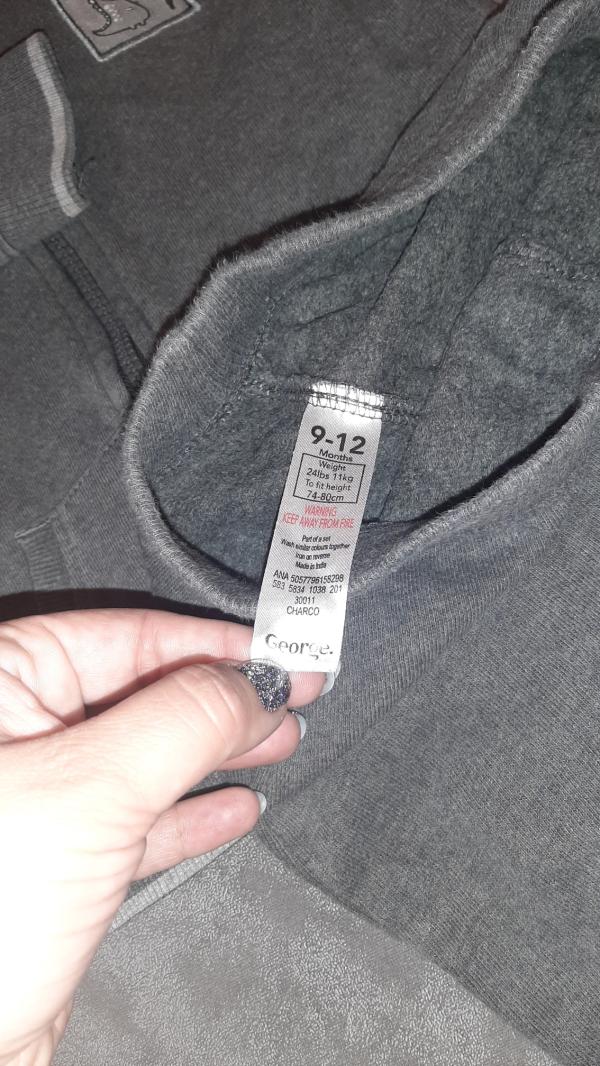 9-12
Months
Weight
24lbs 11kg
To fit height
74-80cm
WARNING
KEEP AWAY FROM FIRE
Part of a set
Wash similar colours together
Iron on reverse
Made in India
ANA 5057796158298
583 5834 1038 201
30011
CHARCO
George.